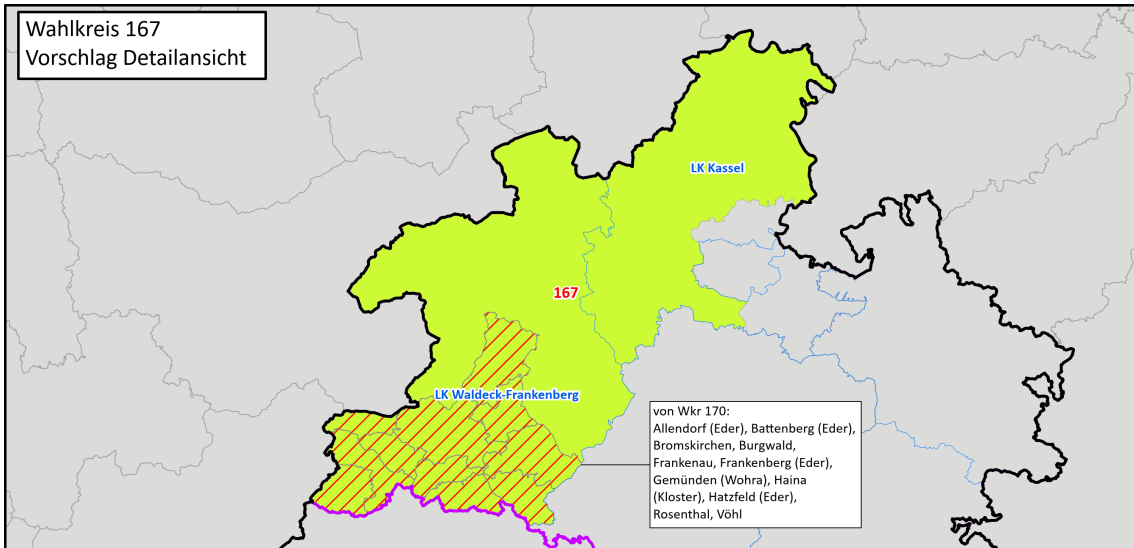 Wahlkreis 167
Vorschlag Detailansicht
LK Kassel
167
LK Waldeck-Frankenberg
von Wkr 170:
Allendorf (Eder), Battenberg (Eder),
Bromskirchen, Burgwald,
Frankenau, Frankenberg (Eder),
Gemünden (Wohra), Haina
(Kloster), Hatzfeld (Eder),
Rosenthal, Vöhl